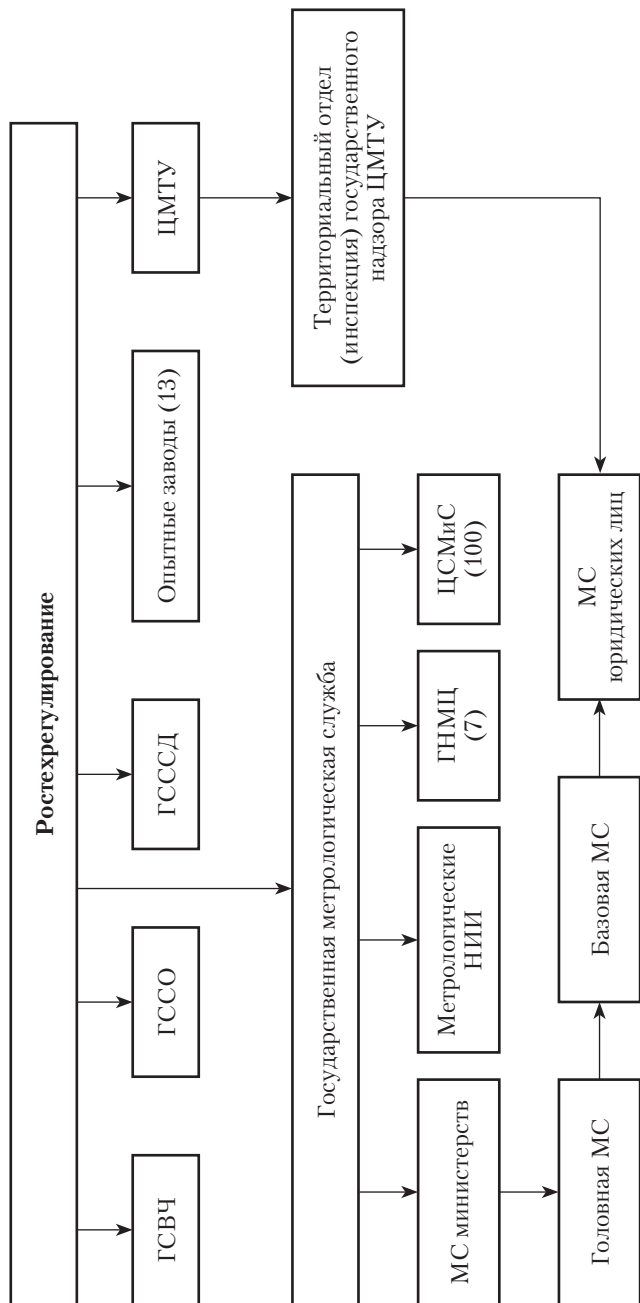 Ростехрегулирование
ГСВЧ
ГССО
ГСССД
Опытные заводы (13)
ЦМТУ
Государственная метрологическая служба
Территориальный отдел
(инспекция) государственного
надзора ЦМТУ
МС министерств
Метрологические
НИИ
ГНМЦ
(7)
ЦСМиС
(100)
Головная МС
Базовая МС
МС
юридических лиц